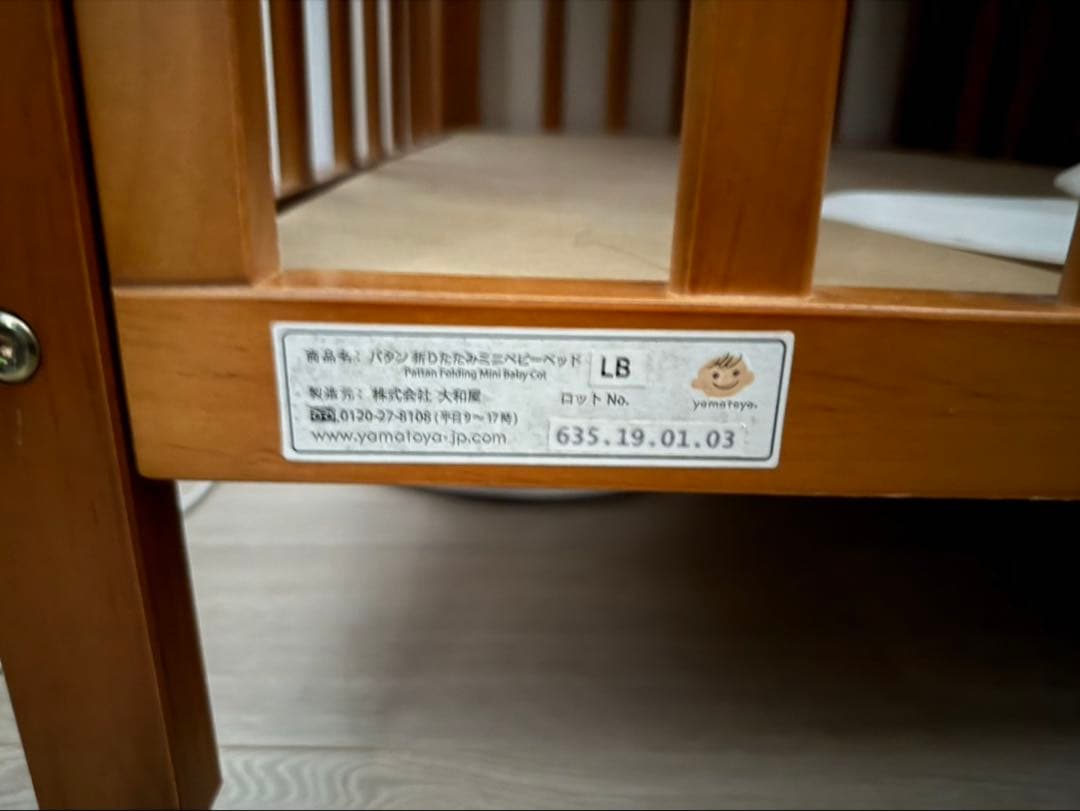 商品名： パタン 折りたたみミニベビーベッド LB
Pattan Folding Mini Baby Cot
製造元： 株式会社 大和屋
0120-27-8108 (平日9～17時)
www.yamatoya-jp.com
ロット No.
635.19.01.03
yamatoya.